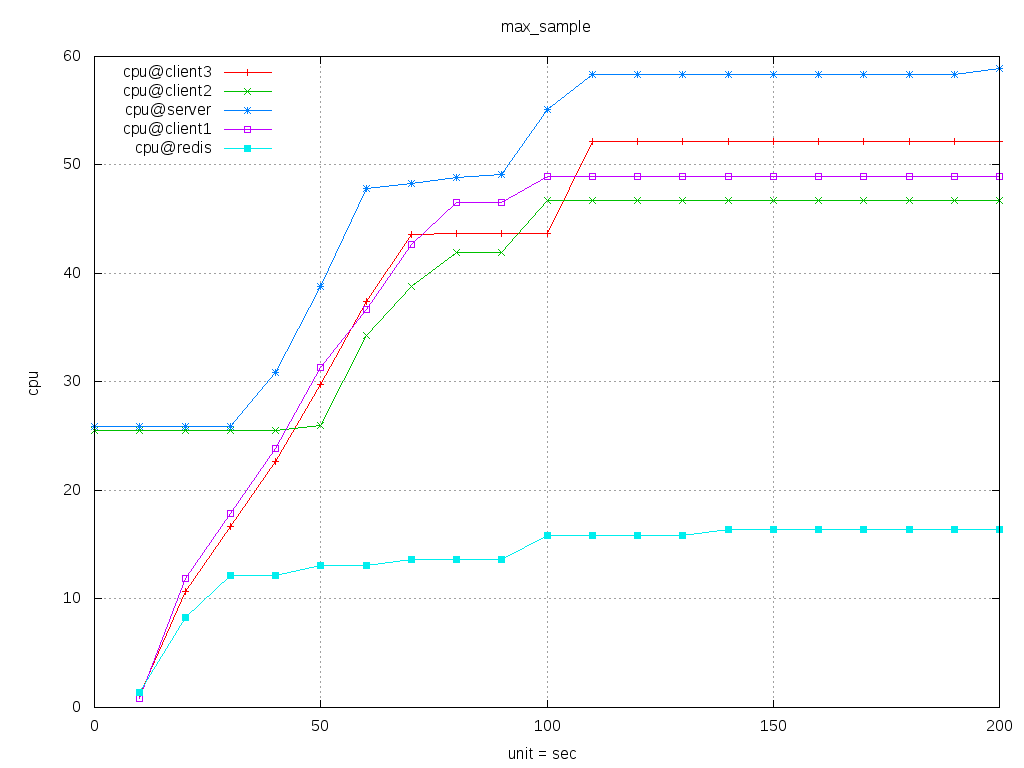 max_sample
60
50
40
30
20
10
0
cpu
cpu@client3
cpu@client2
cpu@server
cpu@client1
cpu@redis
0 50 100 150 200
unit = sec